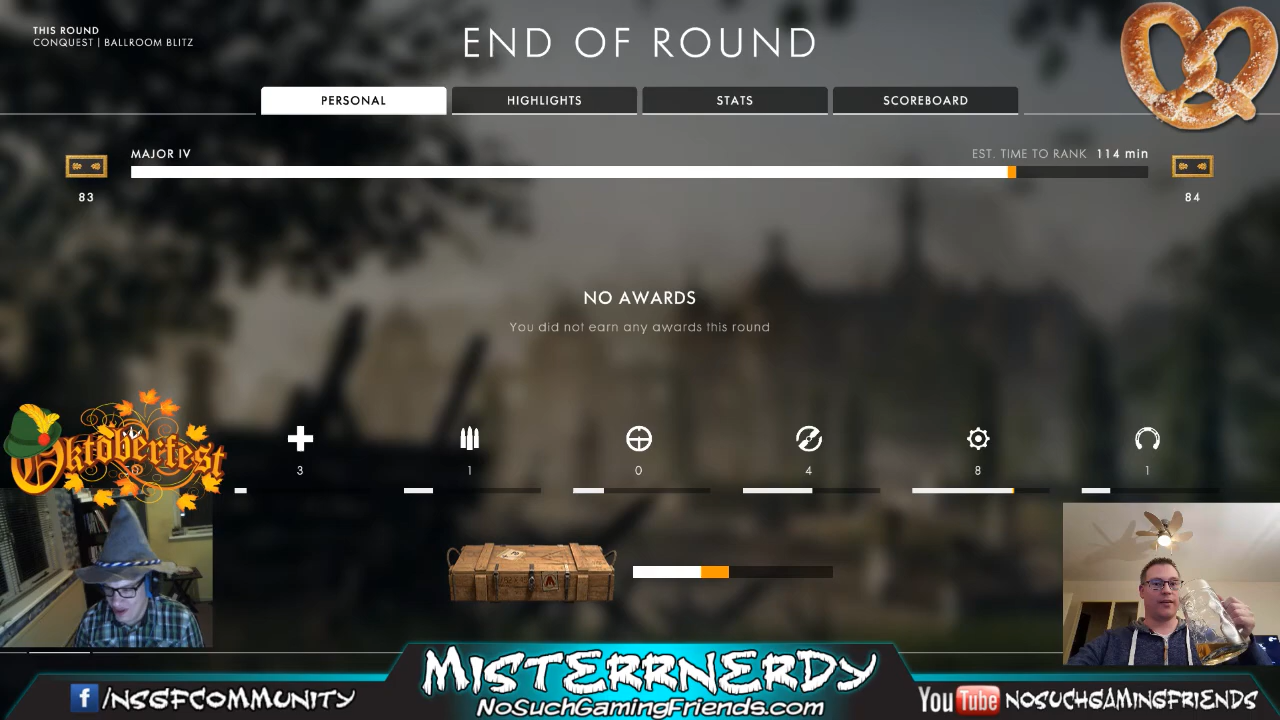 THIS ROUND
CONQUEST | BALLROOM BLITZ
END OF ROUND
PERSONAL
HIGHLIGHTS
STATS
SCOREBOARD
MAJOR IV
EST. TIME TO RANK 114 min
83
84
NO AWARDS
You did not earn any awards this round
Oktoberfest
3
1
0
4
8
1
MISTERRNERDY
NoSuchGamingFriends.com
f /NSGFCOMMUNITY
YouTube NOSUCHGAMINGFRIENDS